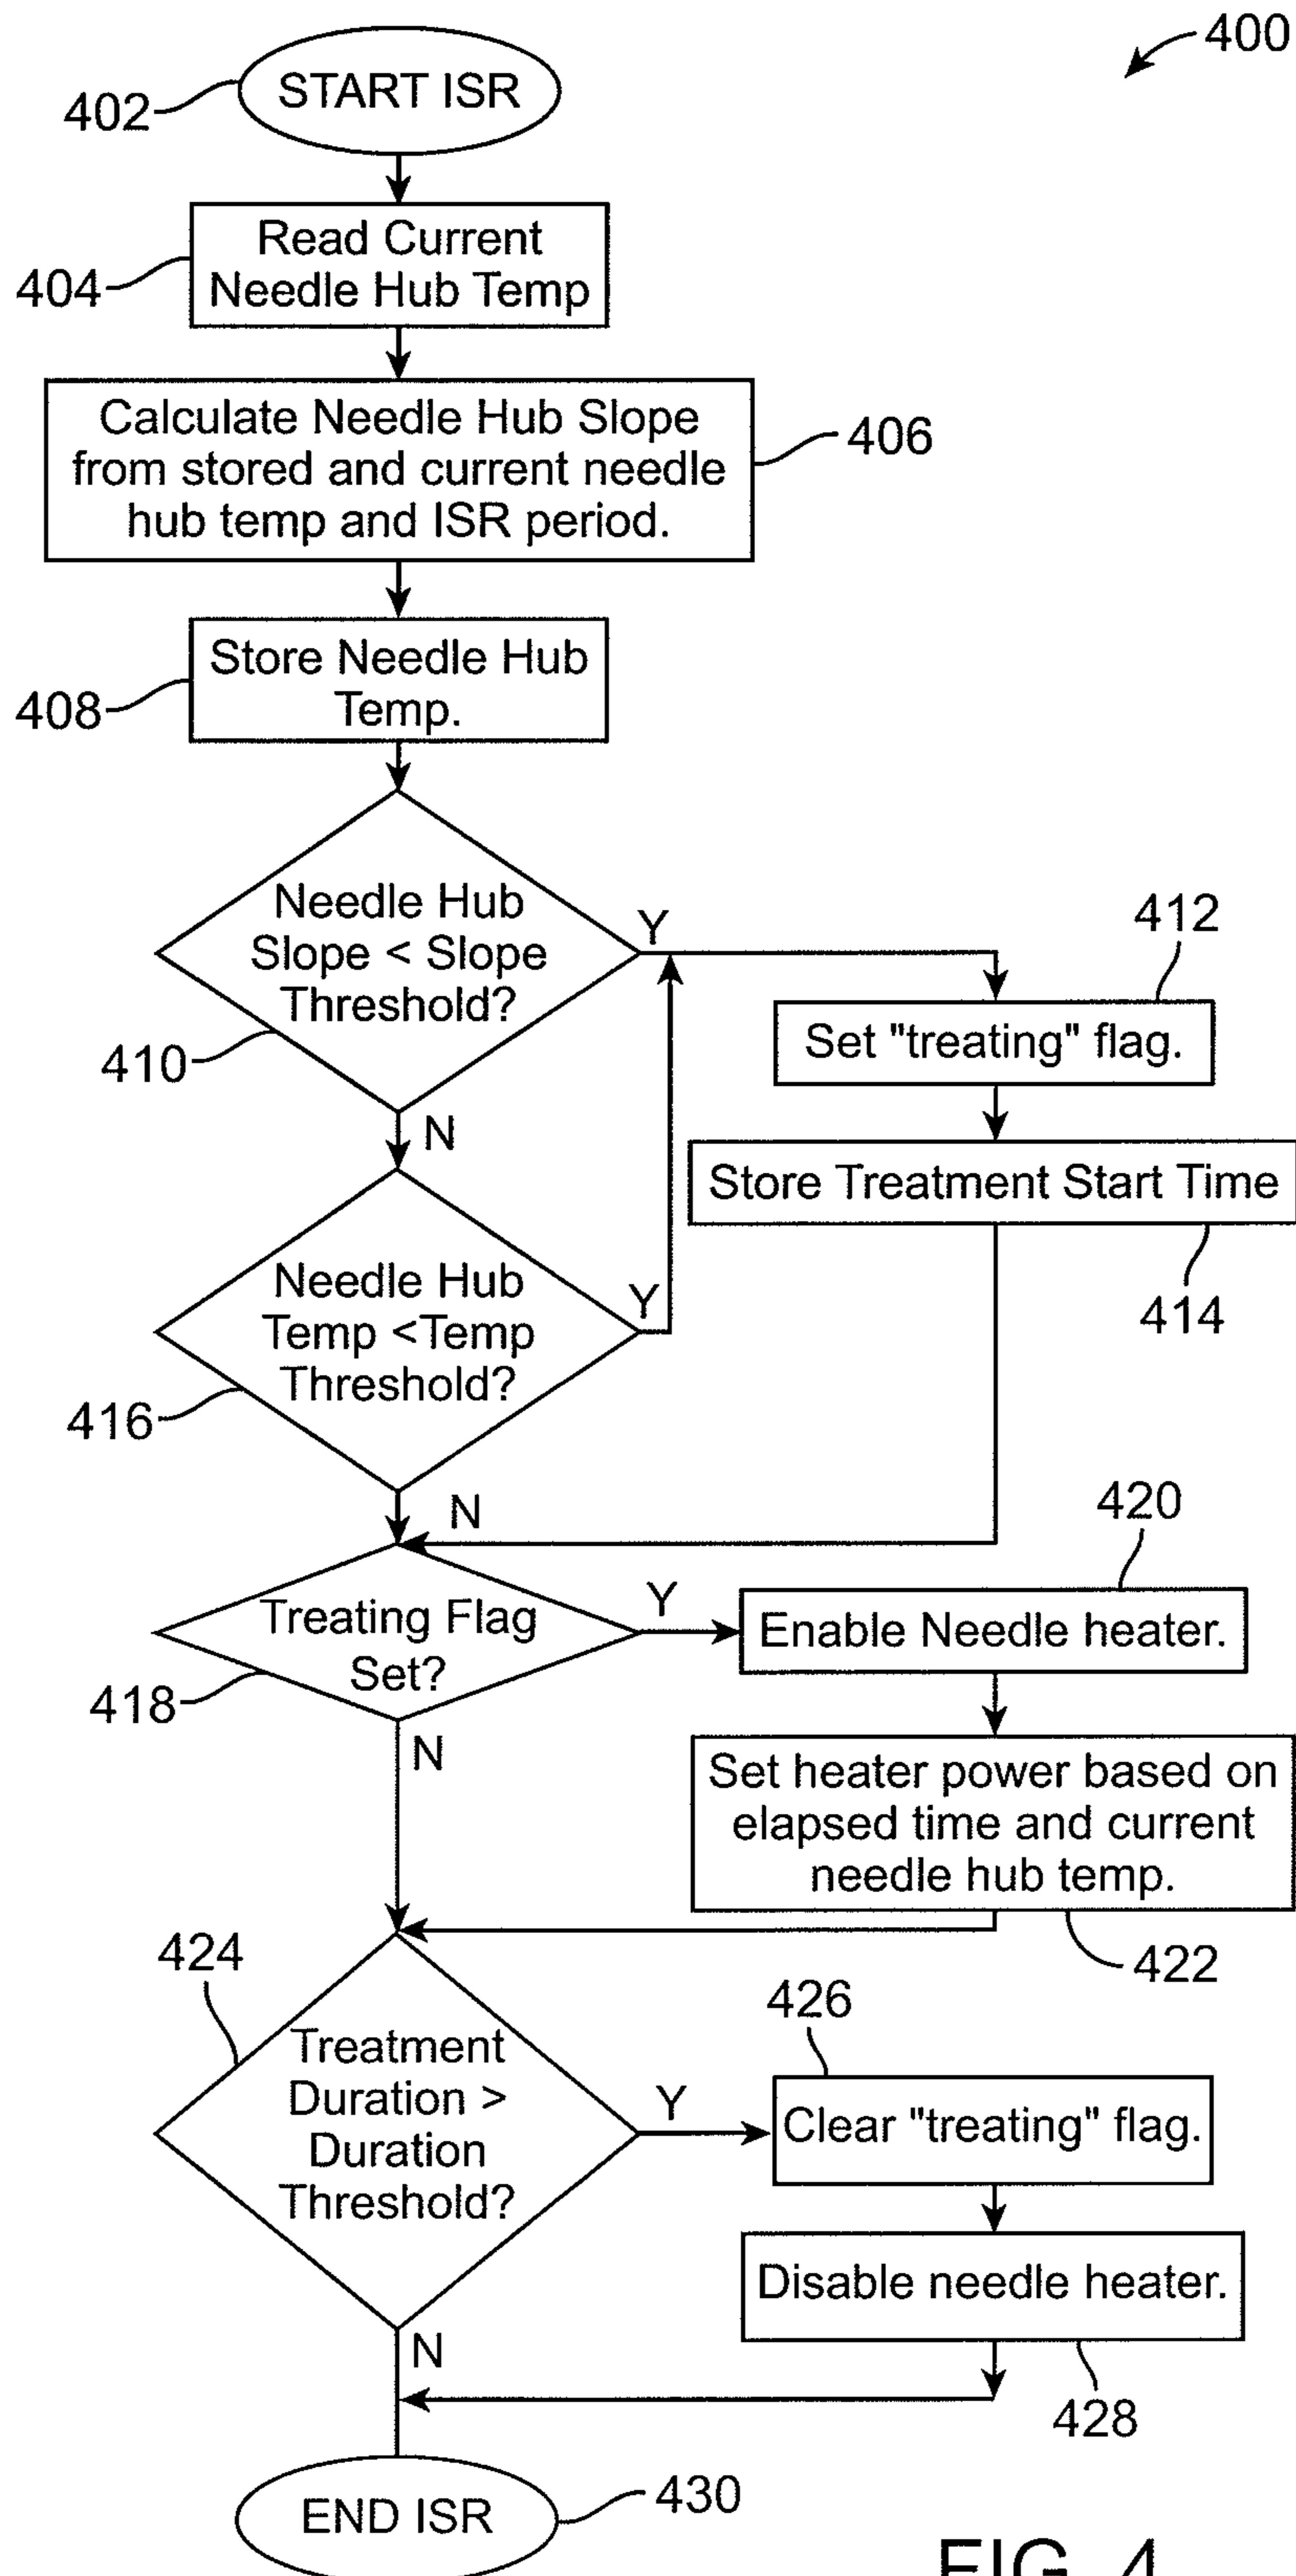 400
402
START ISR
404
Read Current
Needle Hub Temp
Calculate Needle Hub Slope
from stored and current needle
hub temp and ISR period.
406
408
Store Needle Hub
Temp.
Needle Hub
Slope < Slope
Threshold?
Y
410
N
412
Set "treating" flag.
Store Treatment Start Time
414
Needle Hub
Temp <Temp
Threshold?
Y
416
N
Treating Flag
Set?
Y
418
N
420
Enable Needle heater.
Set heater power based on
elapsed time and current
needle hub temp.
422
424
Treatment
Duration >
Duration
Threshold?
Y
N
426
Clear "treating" flag.
Disable needle heater.
428
END ISR
430
FIG. 4